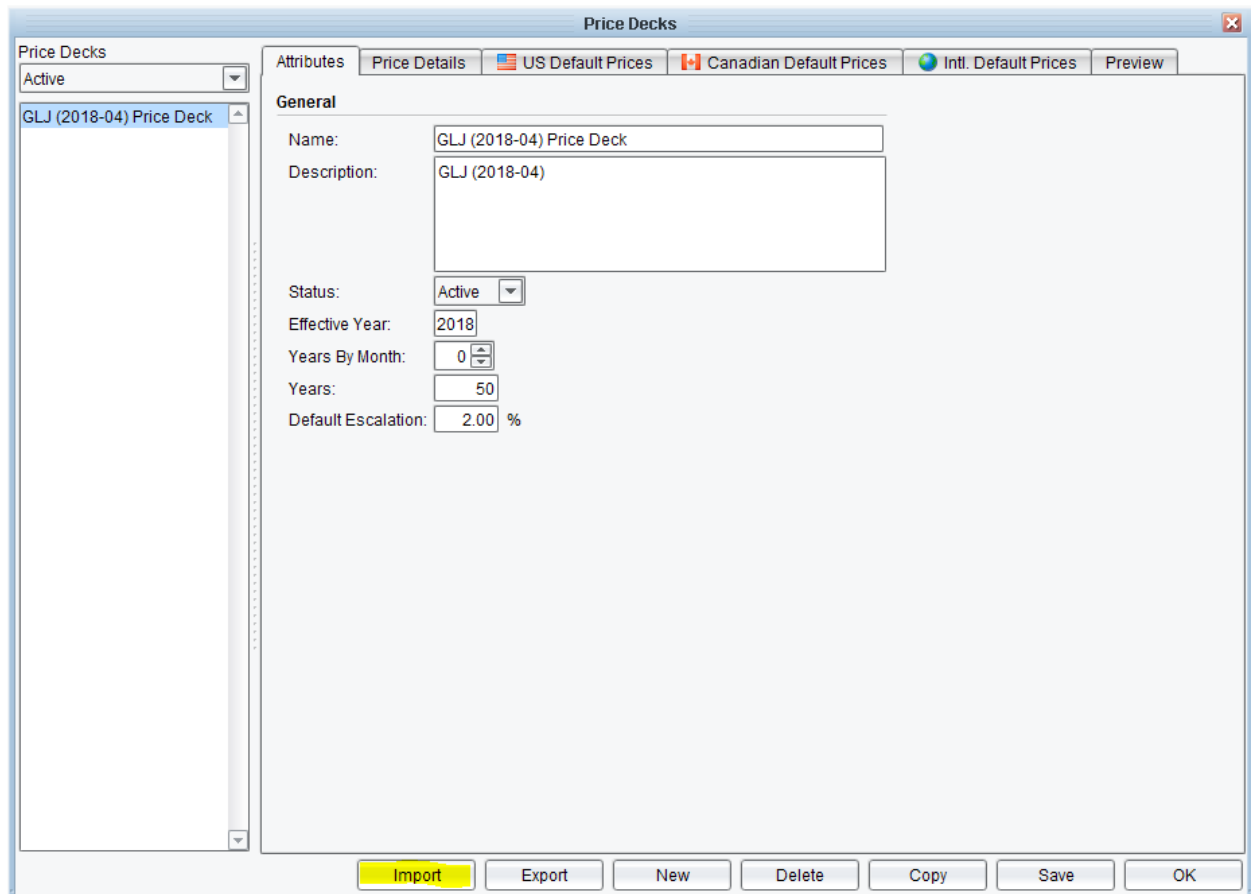 Price Decks
Price Decks
Active
GLJ (2018-04) Price Deck
Attributes
Price Details
US Default Prices
Canadian Default Prices
Intl. Default Prices
Preview
General
Name: GLJ (2018-04) Price Deck
Description: GLJ (2018-04)
Status: Active
Effective Year: 2018
Years By Month: 0
Years: 50
Default Escalation: 2.00 %
Import Export New Delete Copy Save OK